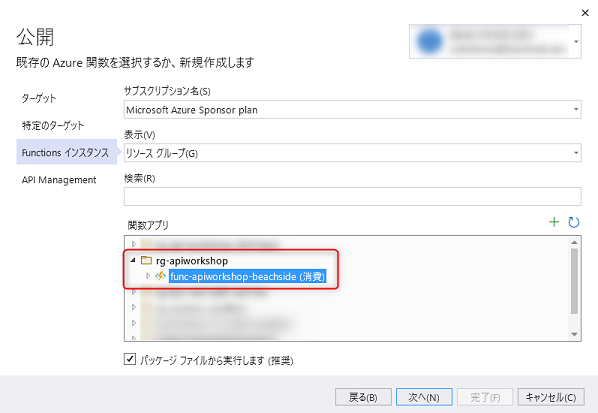 公開
既存の Azure 関数を選択するか、新規作成します
ターゲット
特定のターゲット
Functions インスタンス
API Management
サブスクリプション名(S)
Microsoft Azure Sponsor plan
表示(V)
リソース グループ(G)
検索(R)
関数アプリ
rg-apiworkshop
func-apiworkshop-beachside (消費)
パッケージ ファイルから実行します (推奨)
戻る(B)
次へ(N)
完了(F)
キャンセル(C)